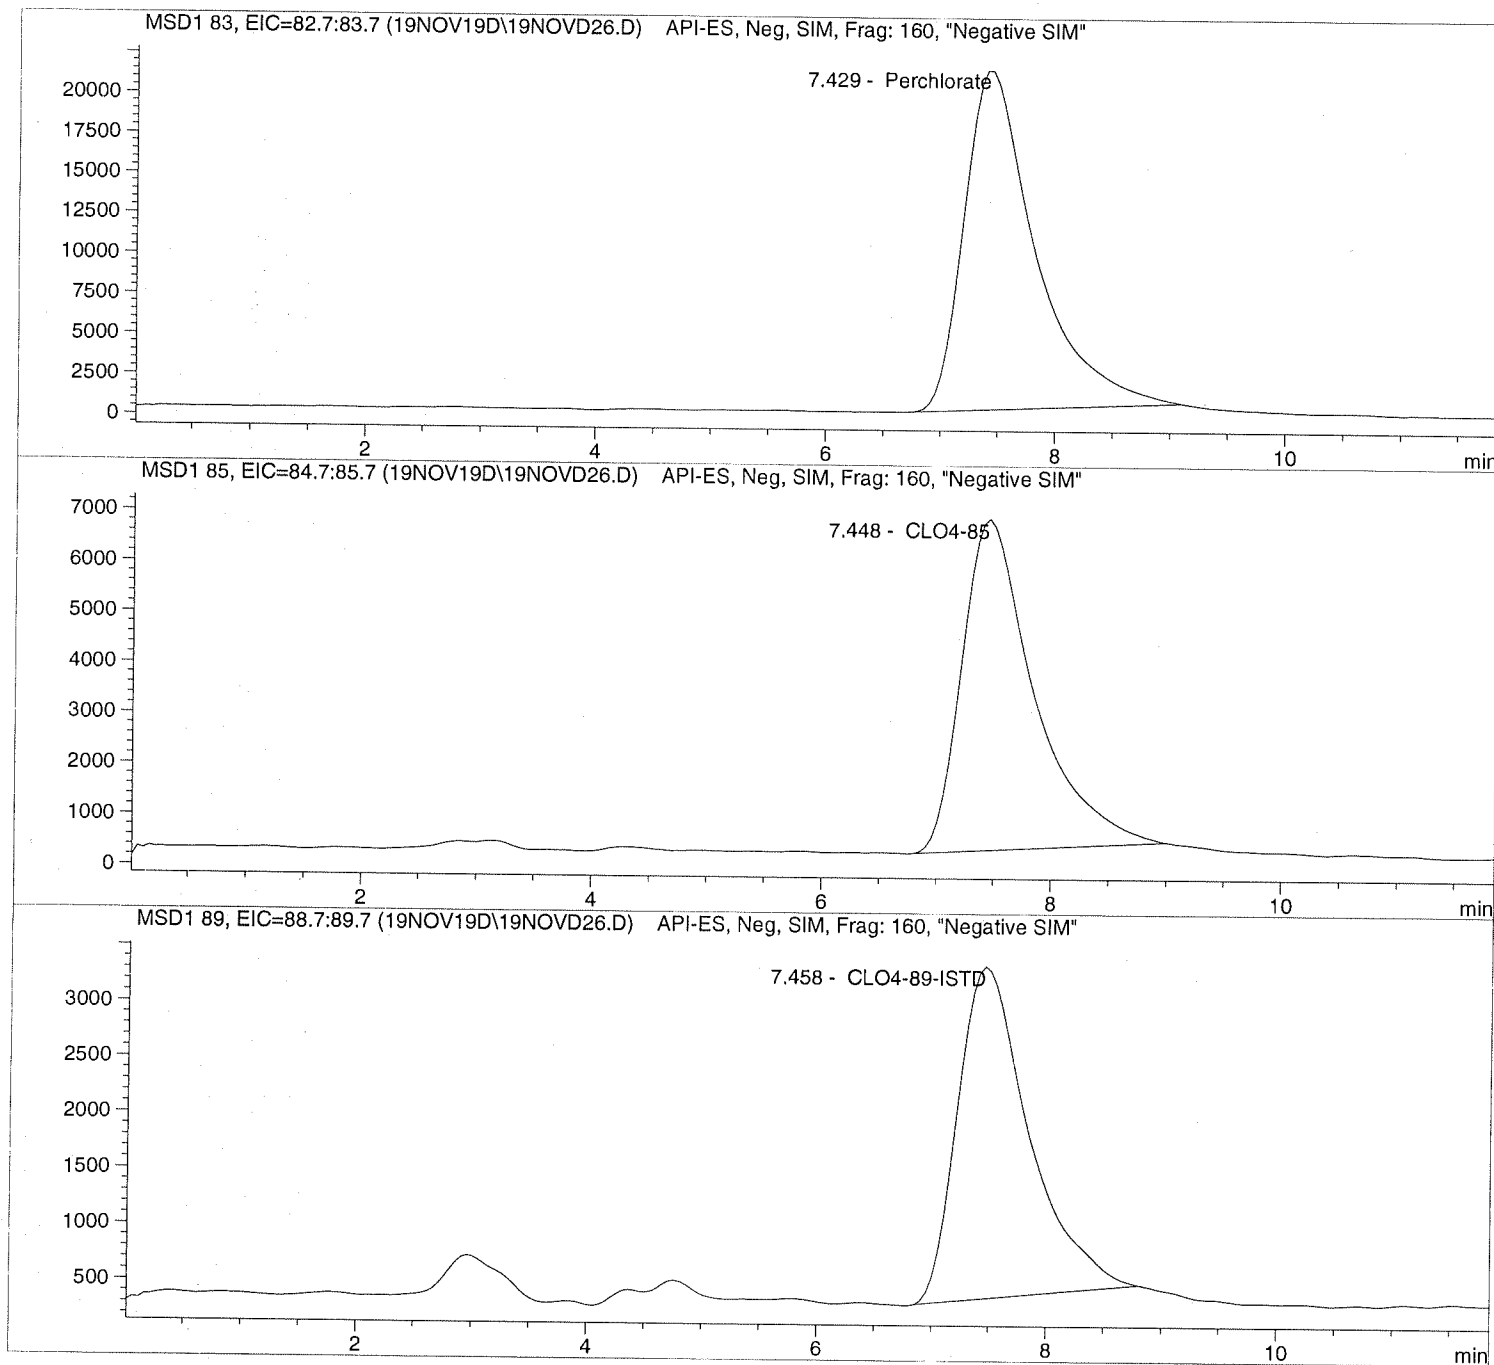 MSD1 83, EIC=82.7:83.7 (19NOV19D\19NOVD26.D) API-ES, Neg, SIM, Frag: 160, "Negative SIM"
7.429 - Perchlorate
20000
17500
15000
12500
10000
7500
5000
2500
0
2 4 6 8 10 min
MSD1 85, EIC=84.7:85.7 (19NOV19D\19NOVD26.D) API-ES, Neg, SIM, Frag: 160, "Negative SIM"
7.448 - CLO4-85
7000
6000
5000
4000
3000
2000
1000
0
2 4 6 8 10 min
MSD1 89, EIC=88.7:89.7 (19NOV19D\19NOVD26.D) API-ES, Neg, SIM, Frag: 160, "Negative SIM"
7.458 - CLO4-89-ISTD
3000
2500
2000
1500
1000
500
2 4 6 8 10 min